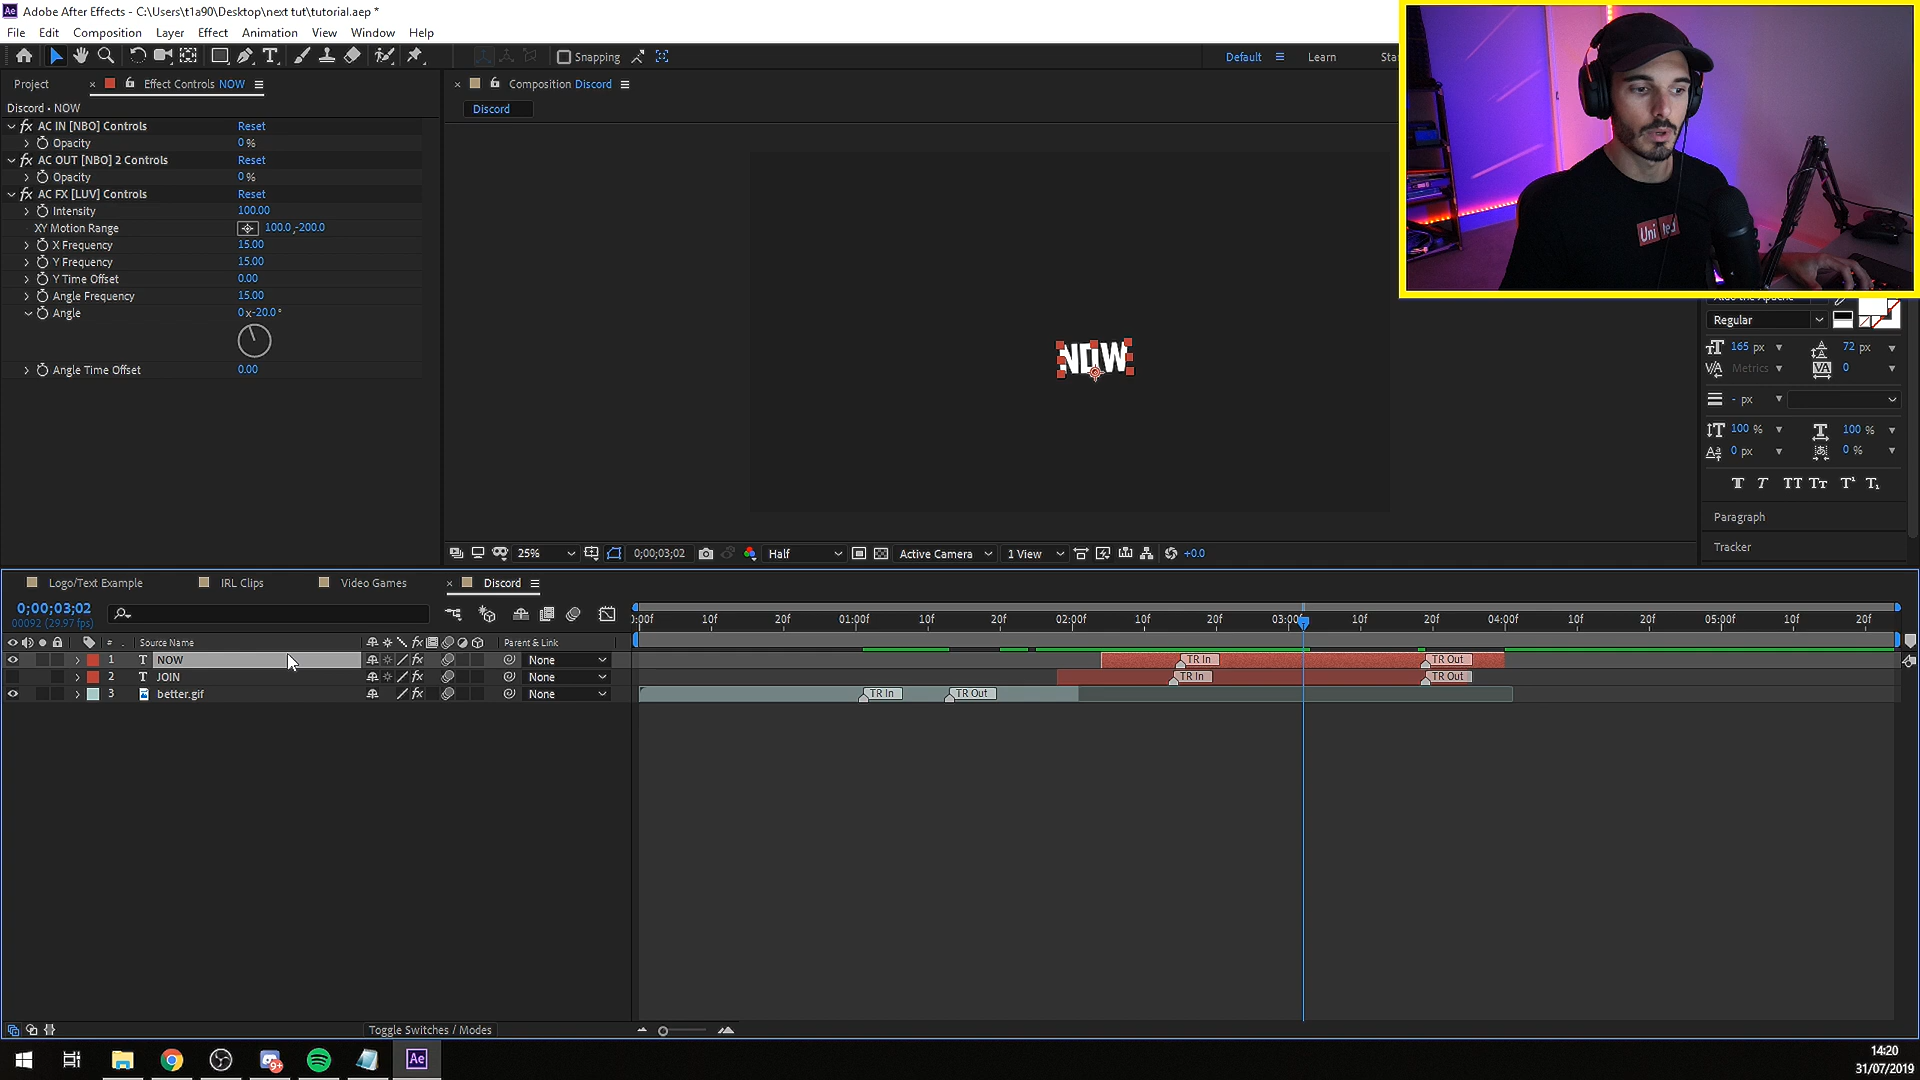 Adobe After Effects - C:\Users\t1a90\Desktop\next tut\tutorial.aep *
File Edit Composition Layer Effect Animation View Window Help
Snapping
Default
Learn
Project
Effect Controls NOW
Composition Discord
Discord • NOW
Discord
AC IN [NBO] Controls Reset
Opacity 0 %
AC OUT [NBO] 2 Controls Reset
Opacity 0 %
AC FX [LUV] Controls Reset
Intensity 100.00
XY Motion Range 100.0,-200.0
X Frequency 15.00
Y Frequency 15.00
Y Time Offset 0.00
Angle Frequency 15.00
Angle 0 x-20.0 °
Angle Time Offset 0.00
NOW
Regular
165 px 72 px
Metrics 0
- px
100 % 100 %
0 px 0 %
Paragraph
Tracker
25% 0;00;03;02 Half Active Camera 1 View +0.0
Logo/Text Example IRL Clips Video Games Discord
0;00;03;02
00092 (29.97 fps)
10f 20f 01:00f 10f 20f 02:00f 10f 20f 03:00 10f 20f 04:00f 10f 20f 05:00f 10f 20f
# Source Name Parent & Link
1 T NOW None TR In TR Out
2 T JOIN None TR In TR Out
3 better.gif None TR In TR Out
Toggle Switches / Modes
9+
Ae
14:20
31/07/2019